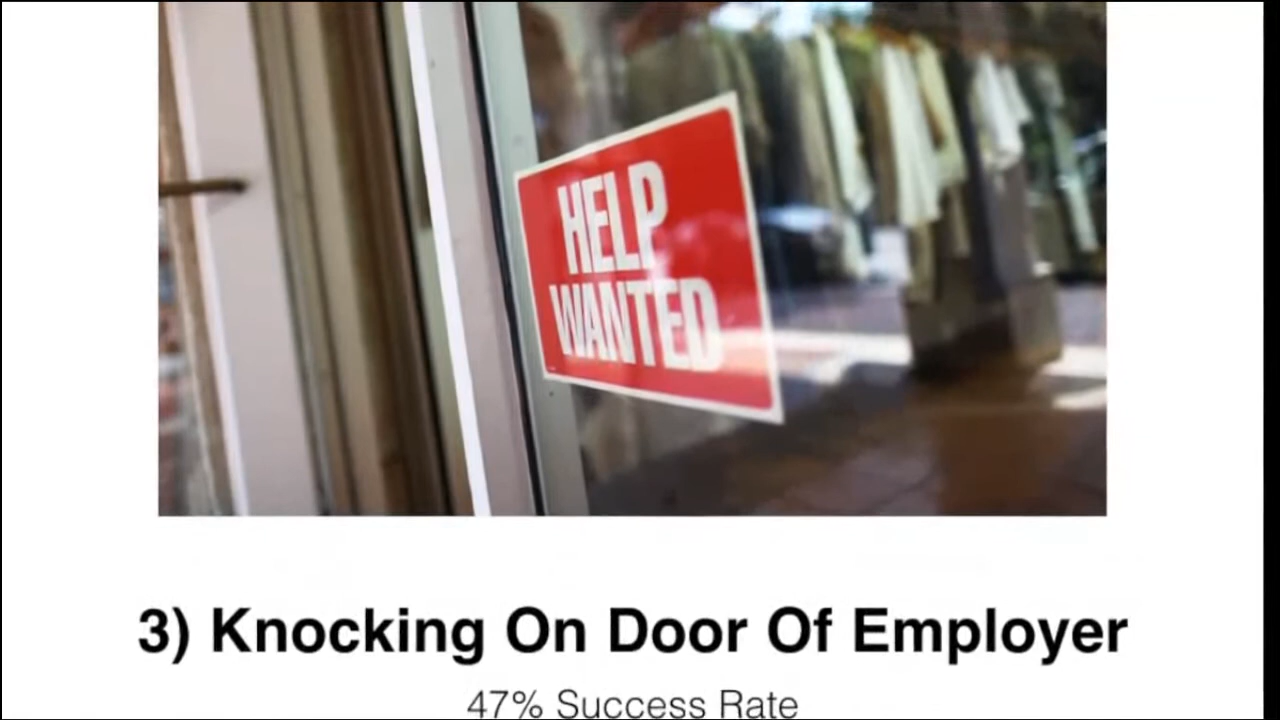 HELP
WANTED
3) Knocking On Door Of Employer
47% Success Rate